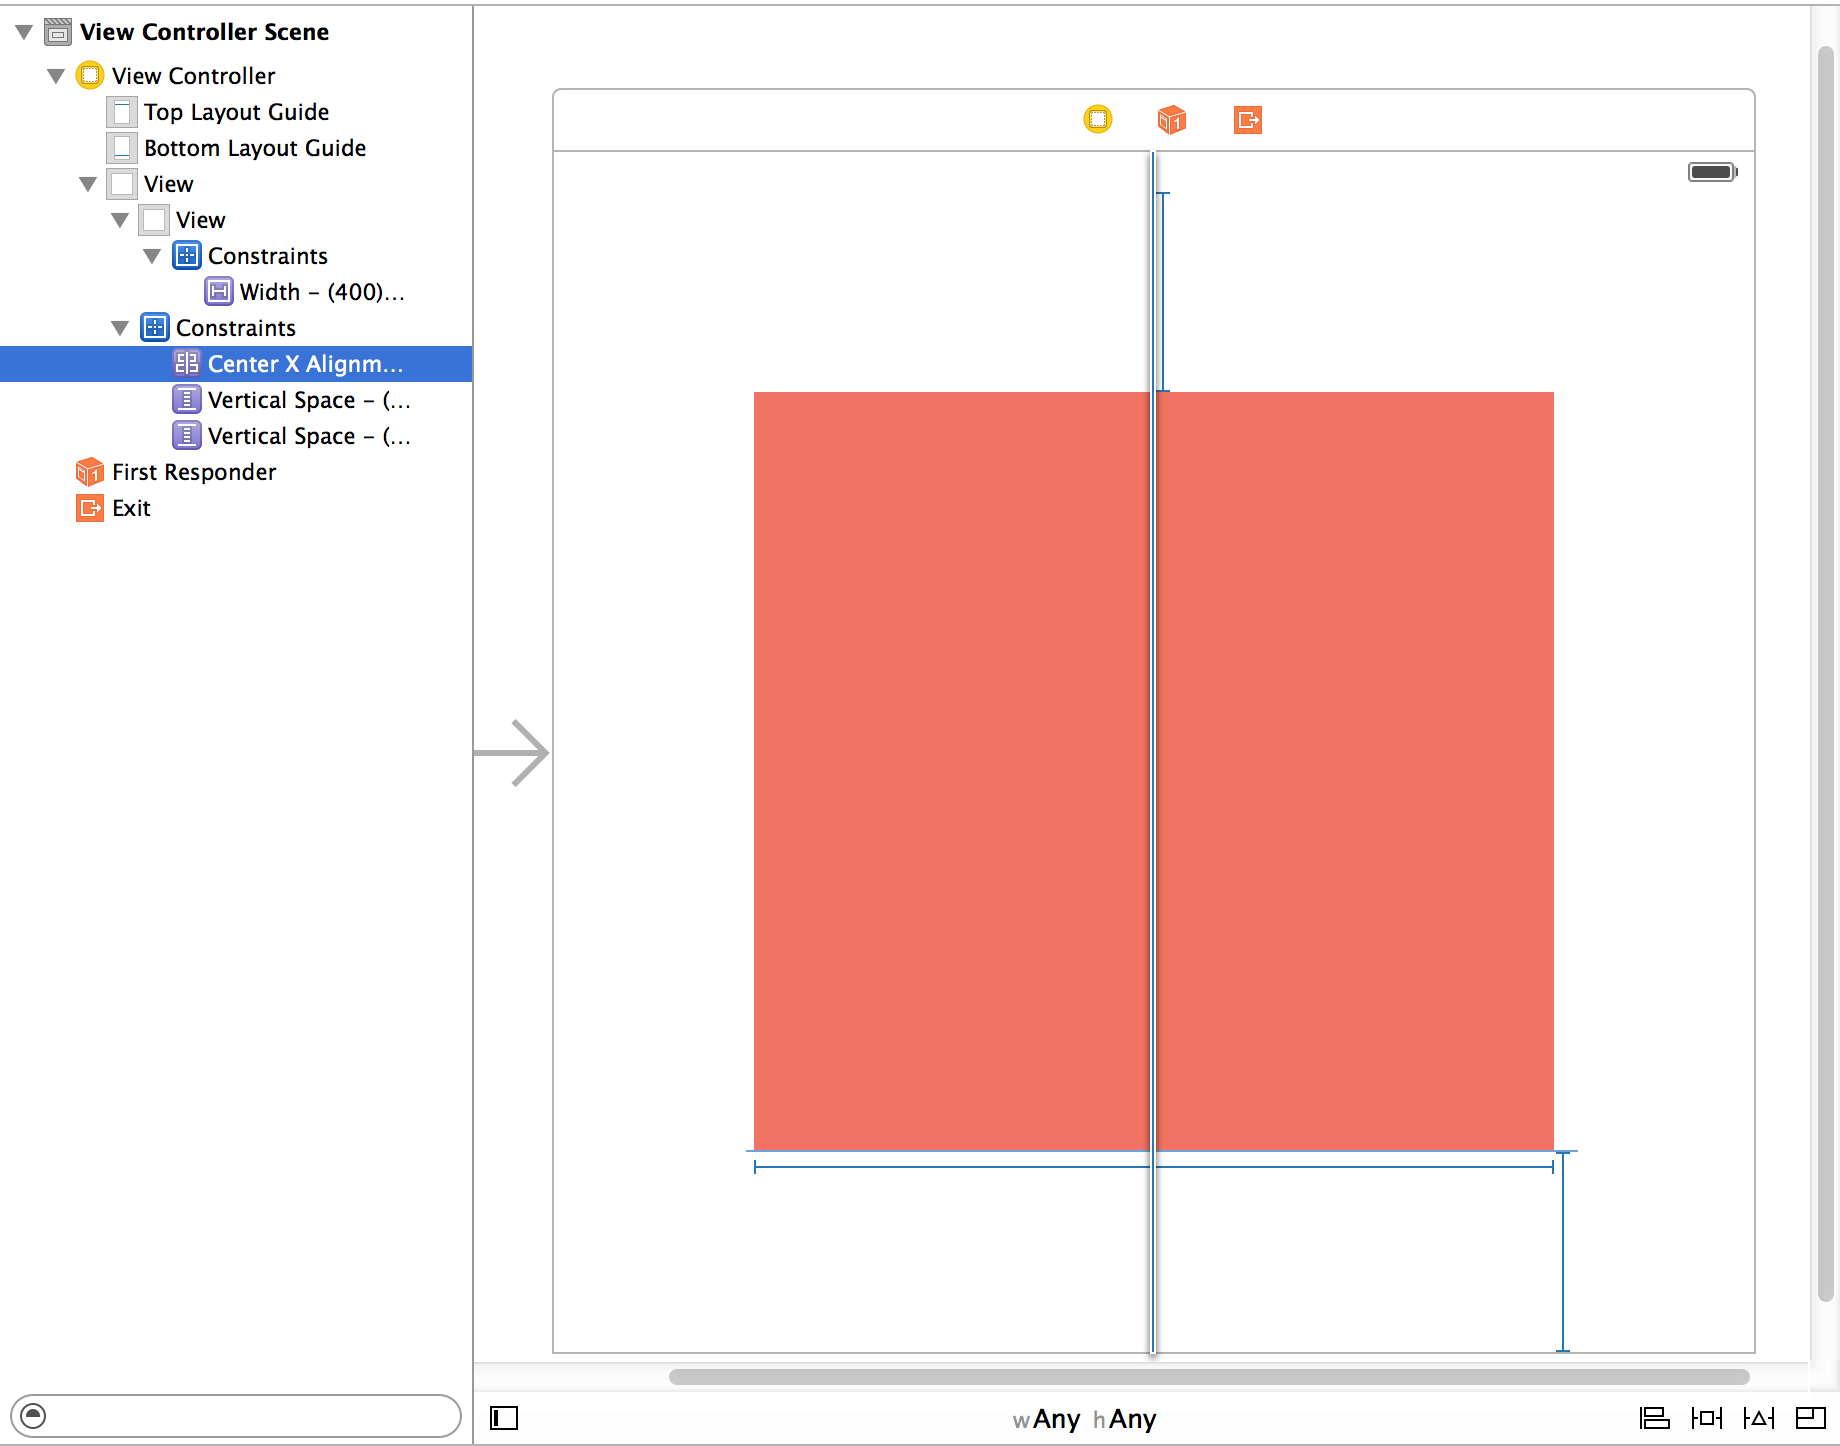 View Controller Scene
View Controller
Top Layout Guide
Bottom Layout Guide
View
View
Constraints
Width – (400)...
Constraints
Center X Alignm...
Vertical Space – (...
Vertical Space – (...
First Responder
Exit
wAny hAny